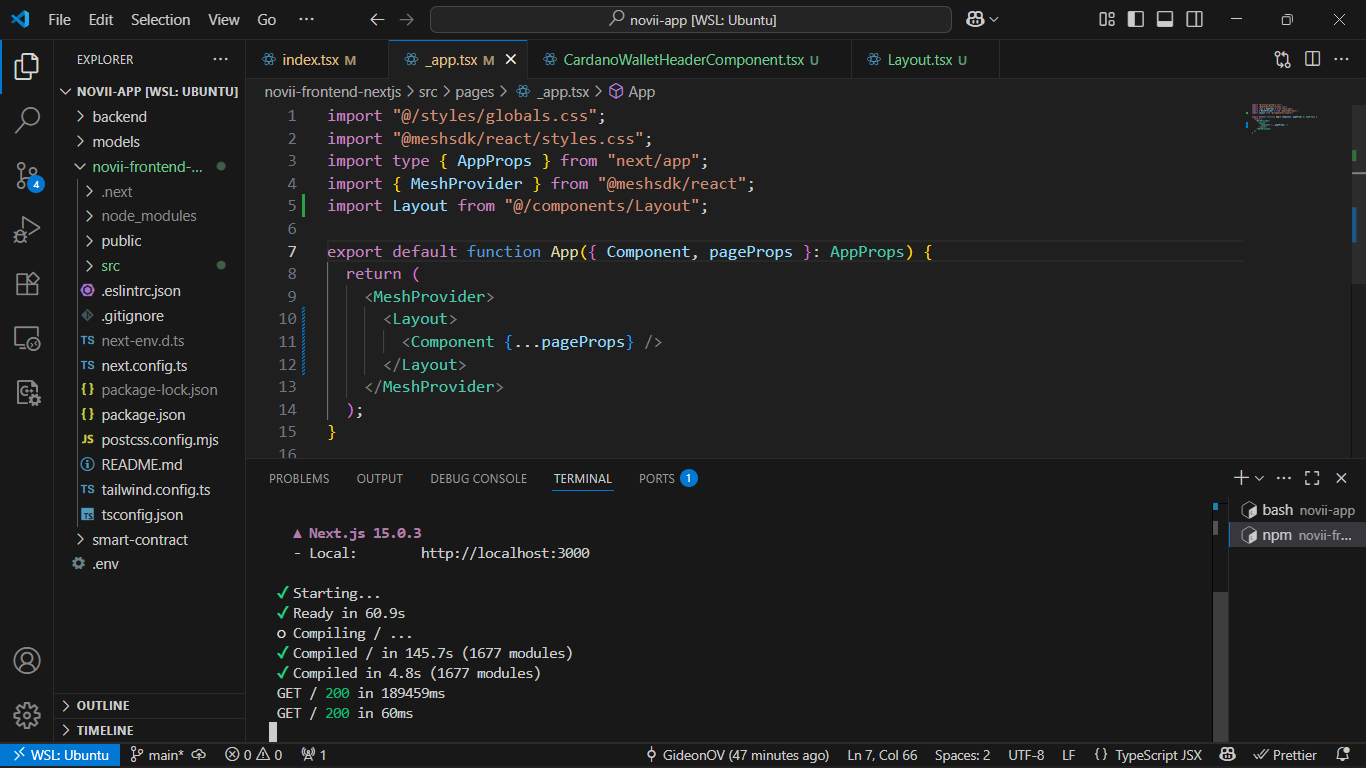 File Edit Selection View Go ··· novii-app [WSL: Ubuntu]
EXPLORER ···
index.tsx M
_app.tsx M
CardanoWalletHeaderComponent.tsx U
Layout.tsx U
NOVII-APP [WSL: UBUNTU]
backend
models
novii-frontend-...
.next
node_modules
public
src
.eslintrc.json
.gitignore
next-env.d.ts
next.config.ts
package-lock.json
package.json
postcss.config.mjs
README.md
tailwind.config.ts
tsconfig.json
smart-contract
.env
OUTLINE
TIMELINE
4
novii-frontend-nextjs > src > pages > _app.tsx > App
1 import "@/styles/globals.css";
2 import "@meshsdk/react/styles.css";
3 import type { AppProps } from "next/app";
4 import { MeshProvider } from "@meshsdk/react";
5 import Layout from "@/components/Layout";
6
7 export default function App({ Component, pageProps }: AppProps) {
8 return (
9 <MeshProvider>
10 <Layout>
11 <Component {...pageProps} />
12 </Layout>
13 </MeshProvider>
14 );
15 }
16
PROBLEMS OUTPUT DEBUG CONSOLE TERMINAL PORTS 1
▲ Next.js 15.0.3
- Local: http://localhost:3000
✓ Starting...
✓ Ready in 60.9s
○ Compiling / ...
✓ Compiled / in 145.7s (1677 modules)
✓ Compiled in 4.8s (1677 modules)
GET / 200 in 189459ms
GET / 200 in 60ms
bash novii-app
npm novii-fr...
WSL: Ubuntu main* 0 0 1 GideonOV (47 minutes ago) Ln 7, Col 66 Spaces: 2 UTF-8 LF {} TypeScript JSX Prettier